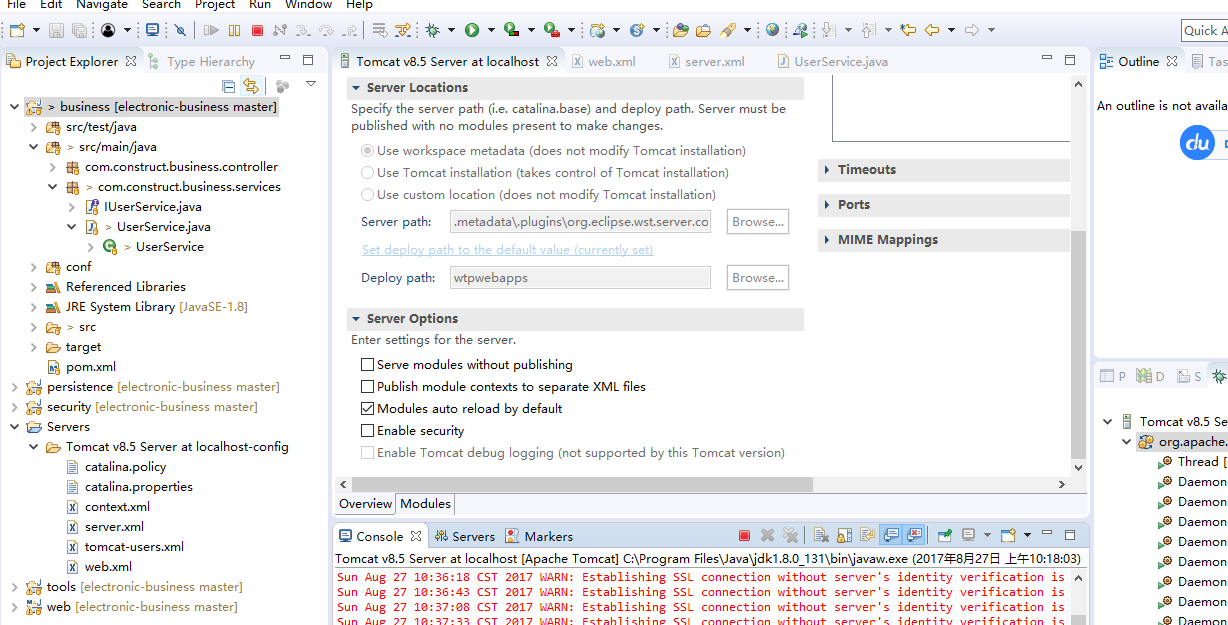 File Edit Navigate Search Project Run Window Help
Quick A
Project Explorer Type Hierarchy
> business [electronic-business master]
src/test/java
> src/main/java
com.construct.business.controller
> com.construct.business.services
IUserService.java
> UserService.java
> UserService
conf
Referenced Libraries
JRE System Library [JavaSE-1.8]
> src
target
pom.xml
persistence [electronic-business master]
security [electronic-business master]
Servers
Tomcat v8.5 Server at localhost-config
catalina.policy
catalina.properties
context.xml
server.xml
tomcat-users.xml
web.xml
tools [electronic-business master]
web [electronic-business master]
Tomcat v8.5 Server at localhost web.xml server.xml UserService.java
Server Locations
Specify the server path (i.e. catalina.base) and deploy path. Server must be
published with no modules present to make changes.
Use workspace metadata (does not modify Tomcat installation)
Use Tomcat installation (takes control of Tomcat installation)
Use custom location (does not modify Tomcat installation)
Server path: .metadata\.plugins\org.eclipse.wst.server.co Browse...
Set deploy path to the default value (currently set)
Deploy path: wtpwebapps Browse...
Server Options
Enter settings for the server.
Serve modules without publishing
Publish module contexts to separate XML files
Modules auto reload by default
Enable security
Enable Tomcat debug logging (not supported by this Tomcat version)
Timeouts
Ports
MIME Mappings
Overview Modules
Console Servers Markers
Tomcat v8.5 Server at localhost [Apache Tomcat] C:\Program Files\Java\jdk1.8.0_131\bin\javaw.exe (2017年8月27日 上午10:18:03)
Sun Aug 27 10:36:18 CST 2017 WARN: Establishing SSL connection without server's identity verification is
Sun Aug 27 10:36:43 CST 2017 WARN: Establishing SSL connection without server's identity verification is
Sun Aug 27 10:37:08 CST 2017 WARN: Establishing SSL connection without server's identity verification is
Sun Aug 27 10:37:33 CST 2017 WARN: Establishing SSL connection without server's identity verification is
Outline Tas
An outline is not availa
du
P D S
Tomcat v8.5 Se
org.apache.
Thread [
Daemon
Daemon
Daemon
Daemon
Daemon
Daemon
Daemon
Daemon